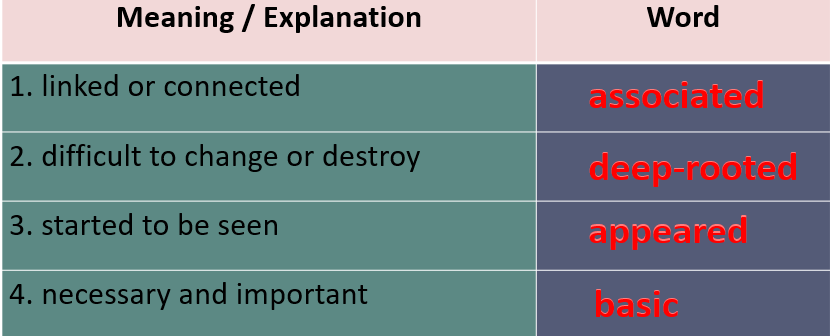 Meaning / Explanation Word
1. linked or connected associated
2. difficult to change or destroy deep-rooted
3. started to be seen appeared
4. necessary and important basic